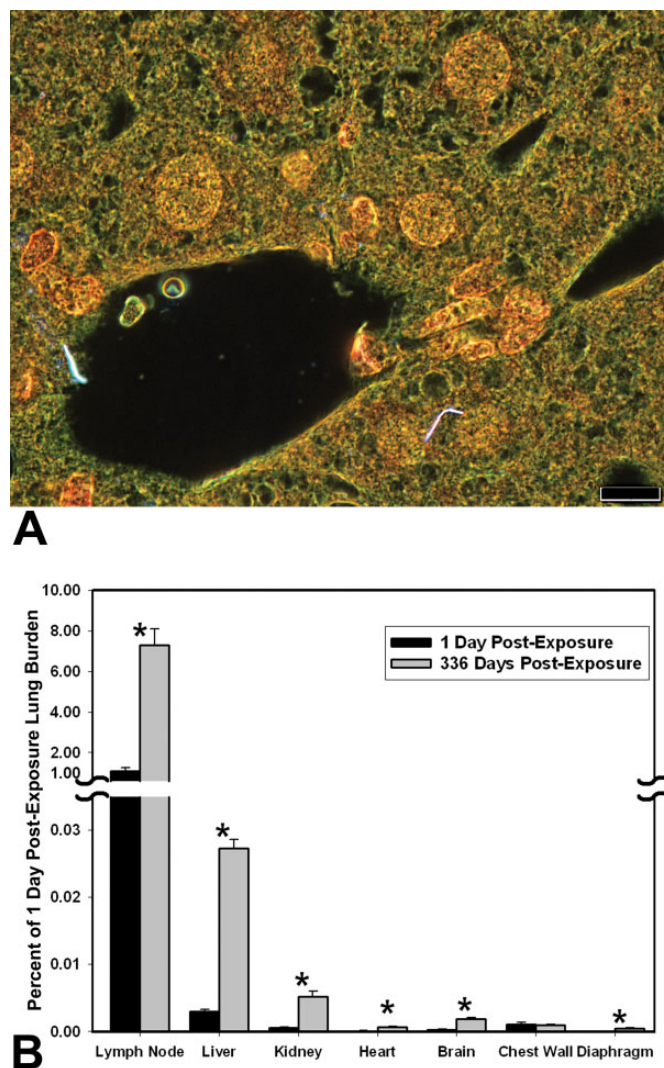 A
Percent of 1 Day Post-Exposure Lung Burden
10.00
8.00
6.00
4.00
2.00
1.00
0.03
0.02
0.01
0.00
*
*
*
*
*
*
1 Day Post-Exposure
336 Days Post-Exposure
Lymph Node Liver Kidney Heart Brain Chest Wall Diaphragm
B